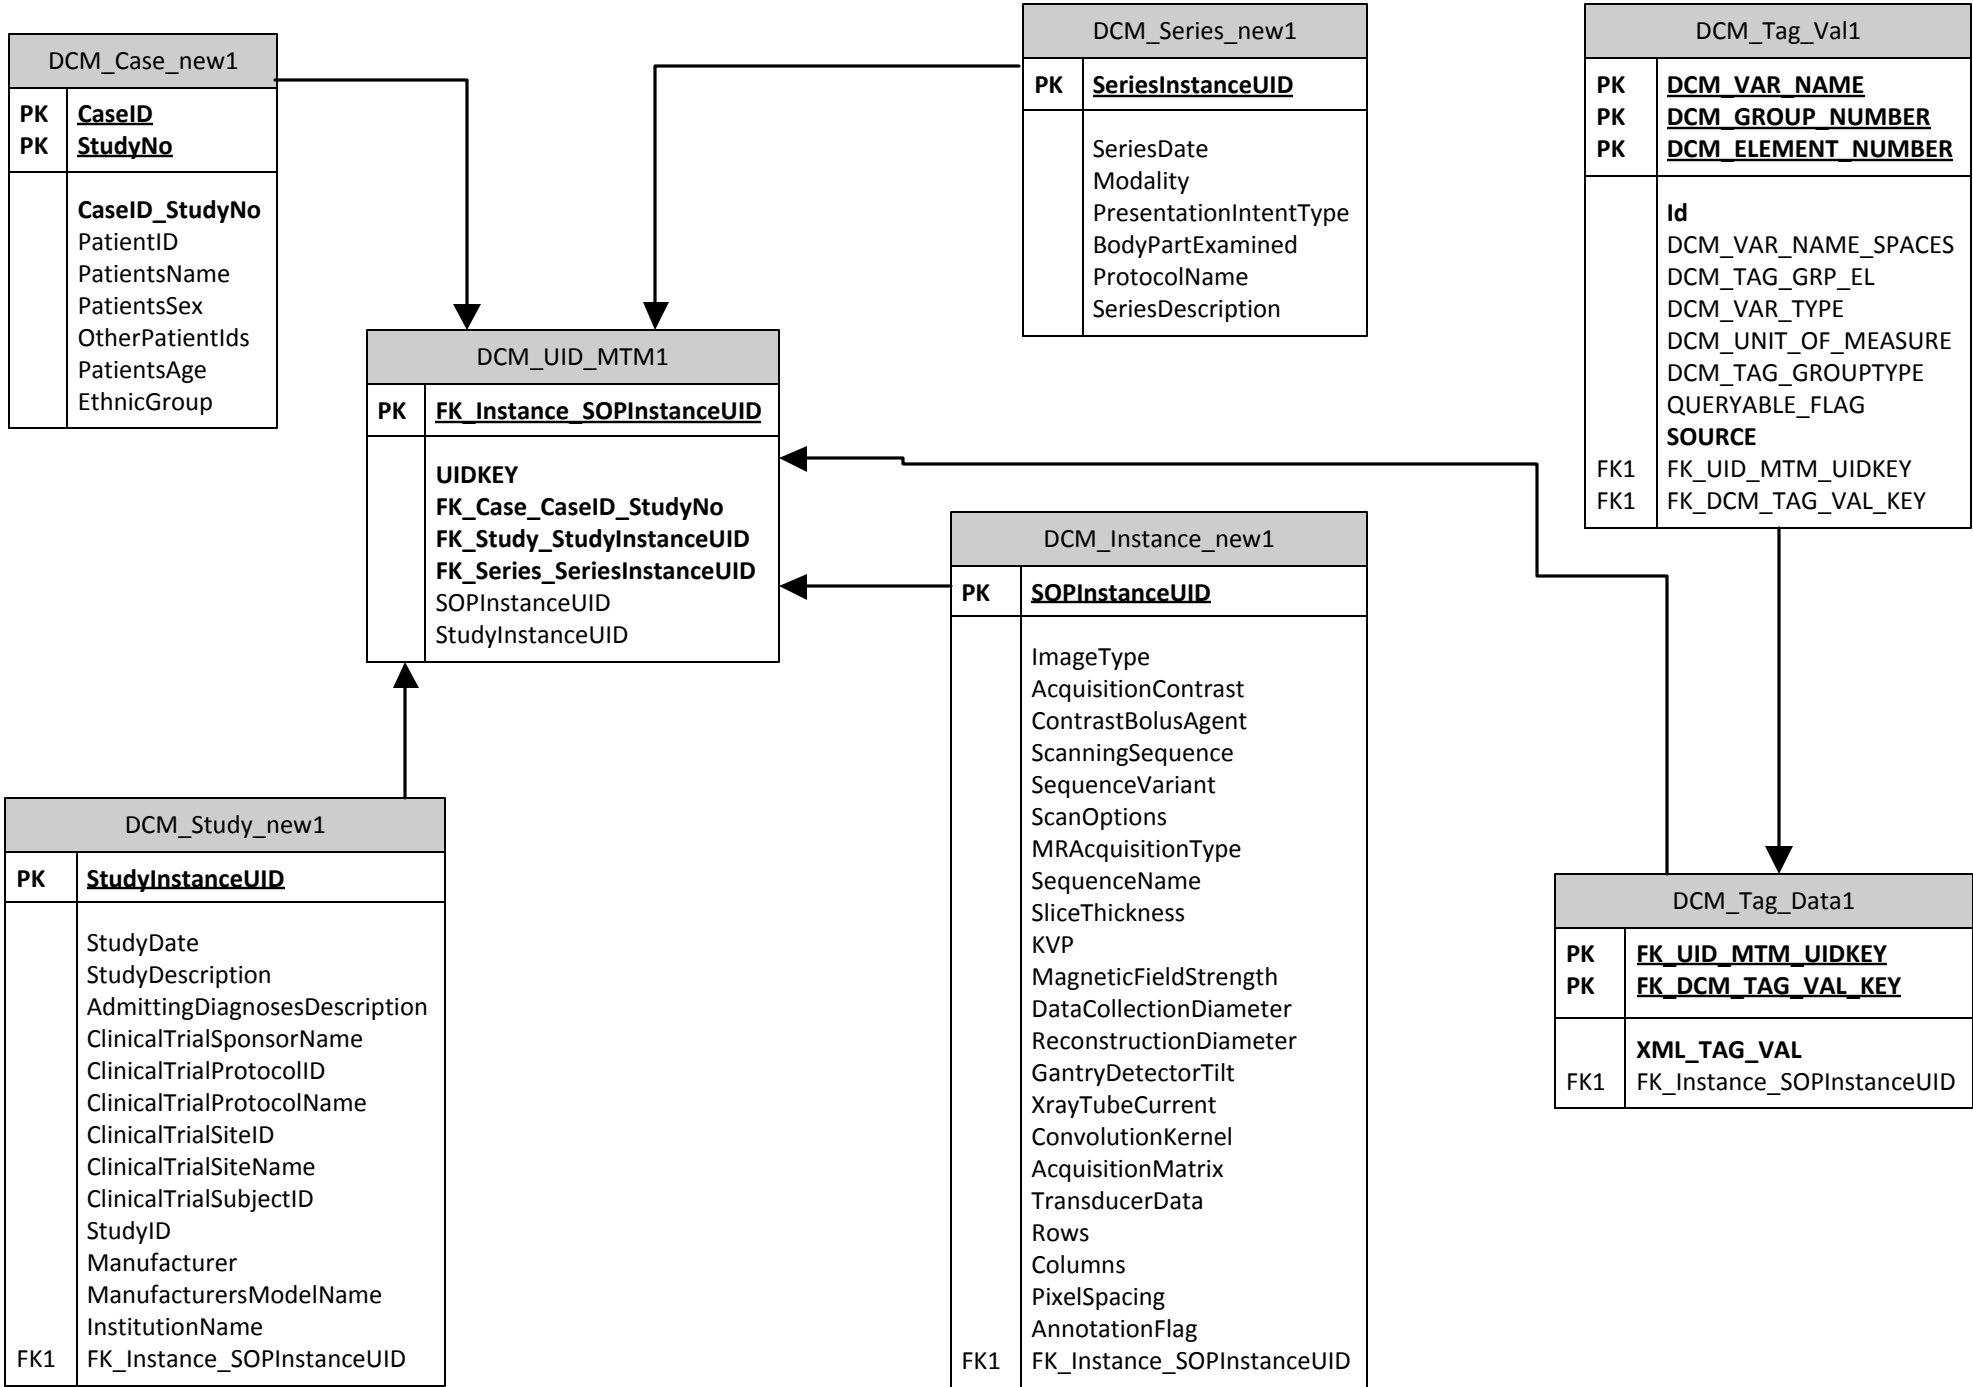 DCM_Case_new1
PK CaseID
PK StudyNo
CaseID_StudyNo
PatientID
PatientsName
PatientsSex
OtherPatientIds
PatientsAge
EthnicGroup
DCM_Series_new1
PK SeriesInstanceUID
SeriesDate
Modality
PresentationIntentType
BodyPartExamined
ProtocolName
SeriesDescription
DCM_Tag_Val1
PK DCM_VAR_NAME
PK DCM_GROUP_NUMBER
PK DCM_ELEMENT_NUMBER
Id
DCM_VAR_NAME_SPACES
DCM_TAG_GRP_EL
DCM_VAR_TYPE
DCM_UNIT_OF_MEASURE
DCM_TAG_GROUPTYPE
QUERYABLE_FLAG
SOURCE
FK1 FK_UID_MTM_UIDKEY
FK1 FK_DCM_TAG_VAL_KEY
DCM_UID_MTM1
PK FK_Instance_SOPInstanceUID
UIDKEY
FK_Case_CaseID_StudyNo
FK_Study_StudyInstanceUID
FK_Series_SeriesInstanceUID
SOPInstanceUID
StudyInstanceUID
DCM_Instance_new1
PK SOPInstanceUID
ImageType
AcquisitionContrast
ContrastBolusAgent
ScanningSequence
SequenceVariant
ScanOptions
MRAcquisitionType
SequenceName
SliceThickness
KVP
MagneticFieldStrength
DataCollectionDiameter
ReconstructionDiameter
GantryDetectorTilt
XrayTubeCurrent
ConvolutionKernel
AcquisitionMatrix
TransducerData
Rows
Columns
PixelSpacing
AnnotationFlag
FK1 FK_Instance_SOPInstanceUID
DCM_Study_new1
PK StudyInstanceUID
StudyDate
StudyDescription
AdmittingDiagnosesDescription
ClinicalTrialSponsorName
ClinicalTrialProtocolID
ClinicalTrialProtocolName
ClinicalTrialSiteID
ClinicalTrialSiteName
ClinicalTrialSubjectID
StudyID
Manufacturer
ManufacturersModelName
InstitutionName
FK1 FK_Instance_SOPInstanceUID
DCM_Tag_Data1
PK FK_UID_MTM_UIDKEY
PK FK_DCM_TAG_VAL_KEY
XML_TAG_VAL
FK1 FK_Instance_SOPInstanceUID